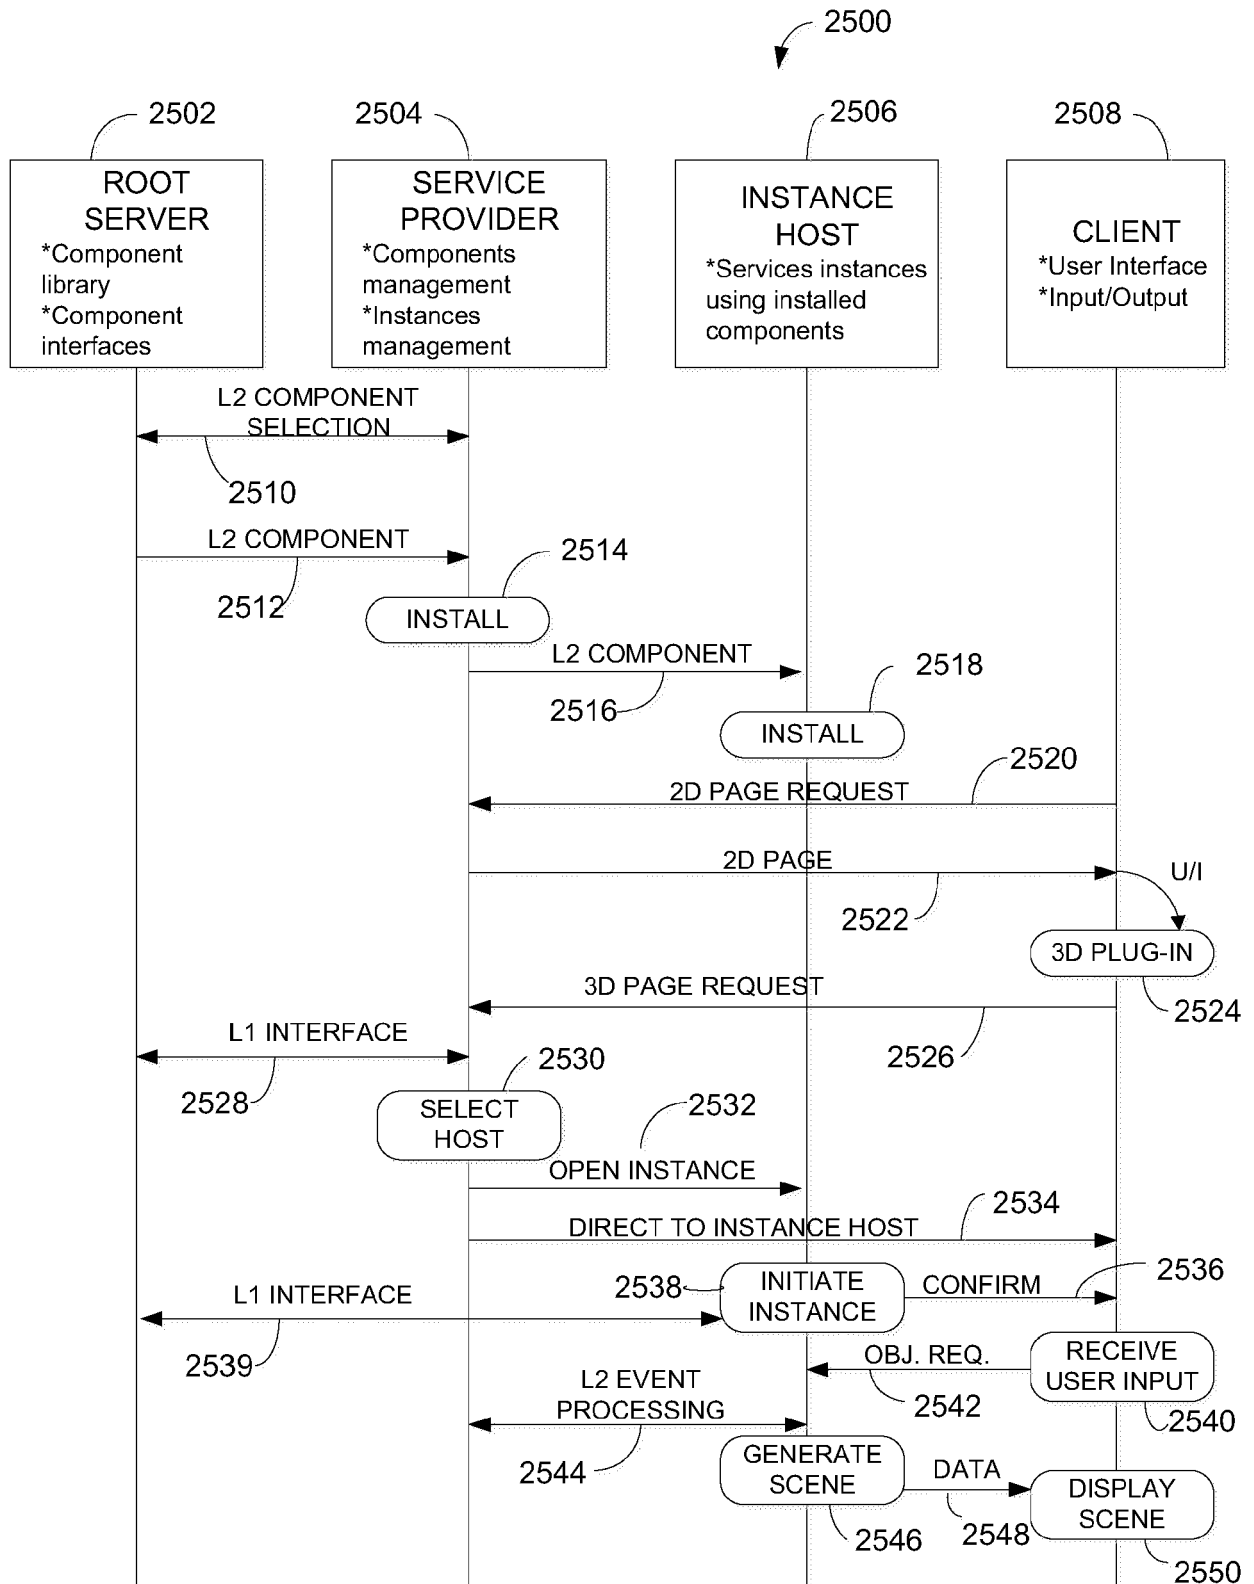 2500
2502
2504
2506
2508
ROOT
SERVER
*Component
library
*Component
interfaces
SERVICE
PROVIDER
*Components
management
*Instances
management
INSTANCE
HOST
*Services instances
using installed
components
CLIENT
*User Interface
*Input/Output
L2 COMPONENT
SELECTION
2510
L2 COMPONENT
2512
2514
INSTALL
L2 COMPONENT
2516
2518
INSTALL
2520
2D PAGE REQUEST
2D PAGE
2522
U/I
3D PLUG-IN
2524
3D PAGE REQUEST
2526
L1 INTERFACE
2528
2530
SELECT
HOST
2532
OPEN INSTANCE
2534
DIRECT TO INSTANCE HOST
2536
2538
INITIATE
INSTANCE
CONFIRM
L1 INTERFACE
2539
OBJ. REQ.
2542
RECEIVE
USER INPUT
2540
L2 EVENT
PROCESSING
2544
GENERATE
SCENE
2546
DATA
2548
DISPLAY
SCENE
2550